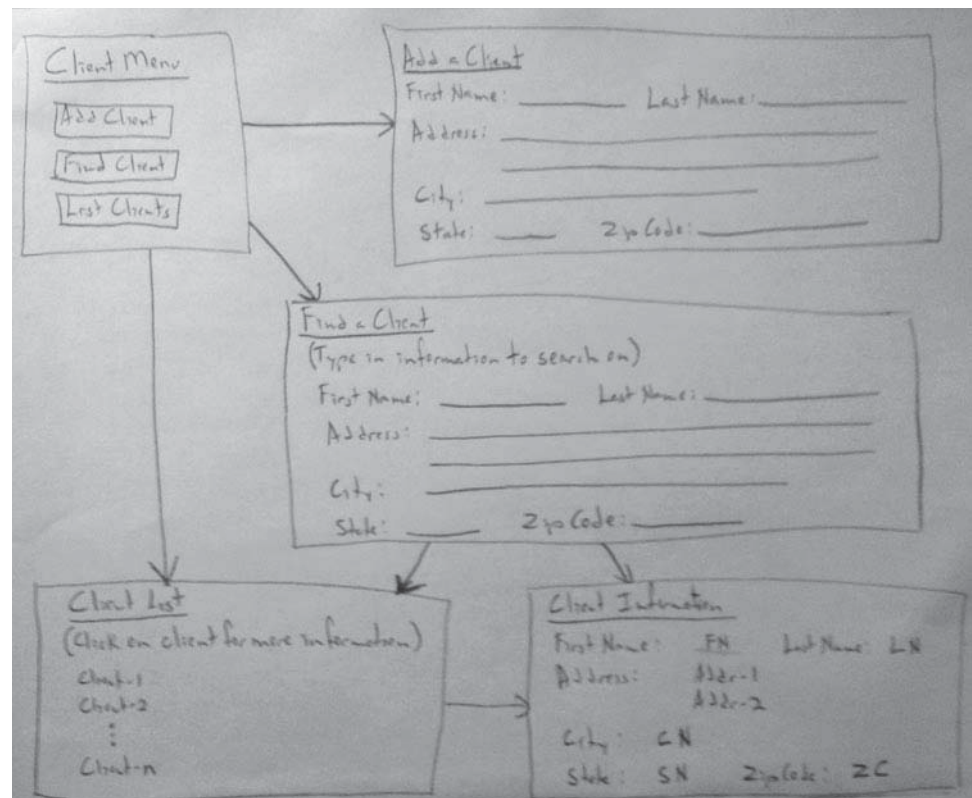 Client Menu
Add Client
Find Client
List Clients
Add a Client
First Name: Last Name:
Address:
City:
State: Zip Code:
Find a Client
(Type in information to search on)
First Name: Last Name:
Address:
City:
State: Zip Code:
Client List
(Click on client for more information)
Client-1
Client-2
⋮
Client-n
Client Information
First Name: FN Last Name: LN
Address: Addr-1
Addr-2
City: CN
State: SN Zip Code: ZC